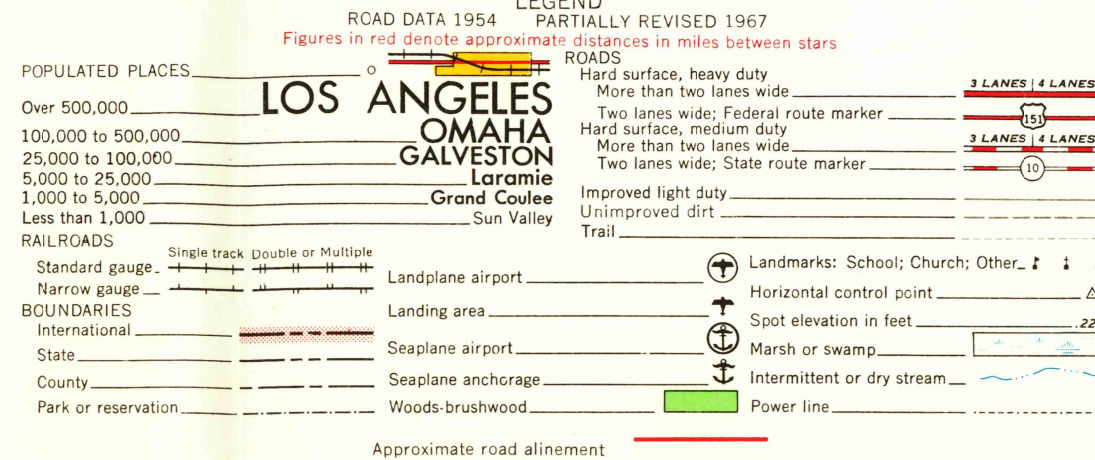 LEGEND
ROAD DATA 1954 PARTIALLY REVISED 1967
Figures in red denote approximate distances in miles between stars
POPULATED PLACES
Over 500,000 LOS ANGELES
100,000 to 500,000 OMAHA
25,000 to 100,000 GALVESTON
5,000 to 25,000 Laramie
1,000 to 5,000 Grand Coulee
Less than 1,000 Sun Valley
RAILROADS
Single track Double or Multiple
Standard gauge
Narrow gauge
BOUNDARIES
International
State
County
Park or reservation
ROADS
Hard surface, heavy duty
More than two lanes wide 3 LANES 4 LANES
Two lanes wide; Federal route marker 151
Hard surface, medium duty
More than two lanes wide 3 LANES 4 LANES
Two lanes wide; State route marker 10
Improved light duty
Unimproved dirt
Trail
Landplane airport
Landing area
Seaplane airport
Seaplane anchorage
Woods-brushwood
Landmarks: School; Church; Other
Horizontal control point
Spot elevation in feet .22
Marsh or swamp
Intermittent or dry stream
Power line
Approximate road alinement